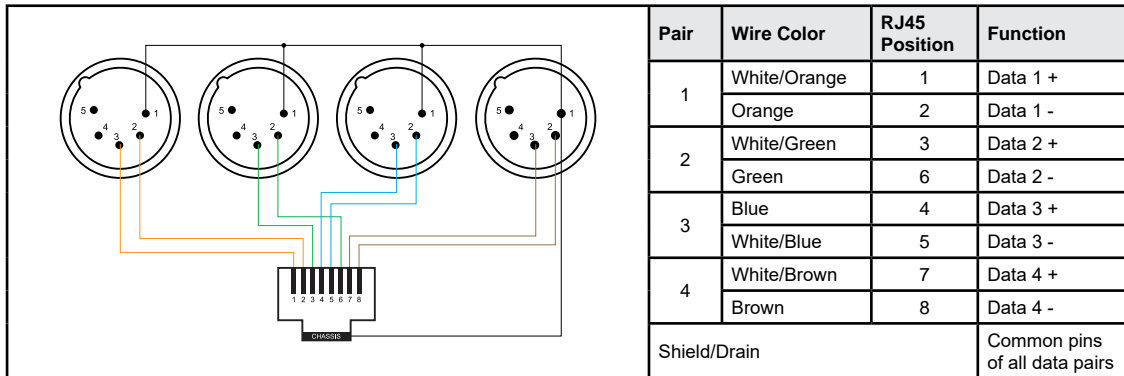 5 4 3 2 1
5 4 3 2 1
5 4 3 2 1
5 4 3 2 1
1 2 3 4 5 6 7 8
CHASSIS
Pair Wire Color RJ45 Position Function
1 White/Orange 1 Data 1 +
Orange 2 Data 1 -
2 White/Green 3 Data 2 +
Green 6 Data 2 -
3 Blue 4 Data 3 +
White/Blue 5 Data 3 -
4 White/Brown 7 Data 4 +
Brown 8 Data 4 -
Shield/Drain Common pins
of all data pairs